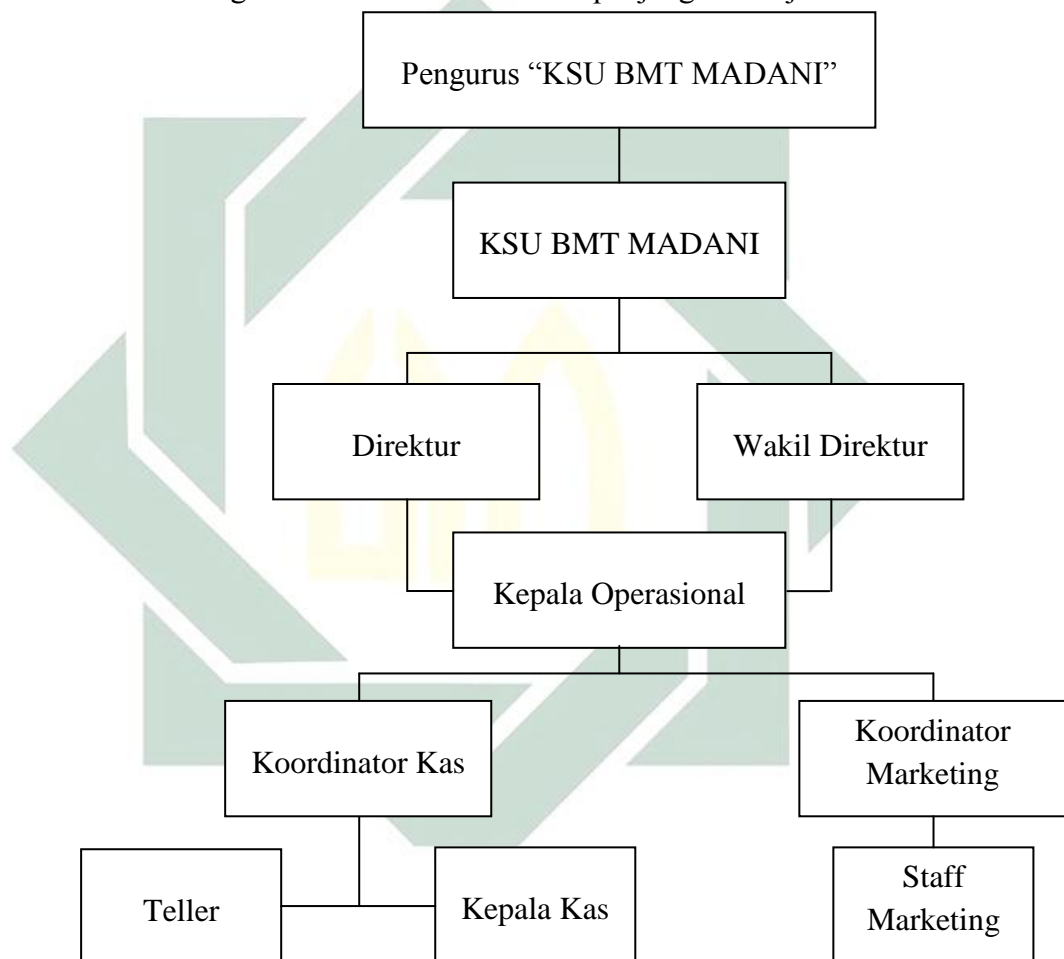 Pengurus “KSU BMT MADANI”
KSU BMT MADANI
Direktur
Wakil Direktur
Kepala Operasional
Koordinator Kas
Koordinator
Marketing
Teller
Kepala Kas
Staff
Marketing